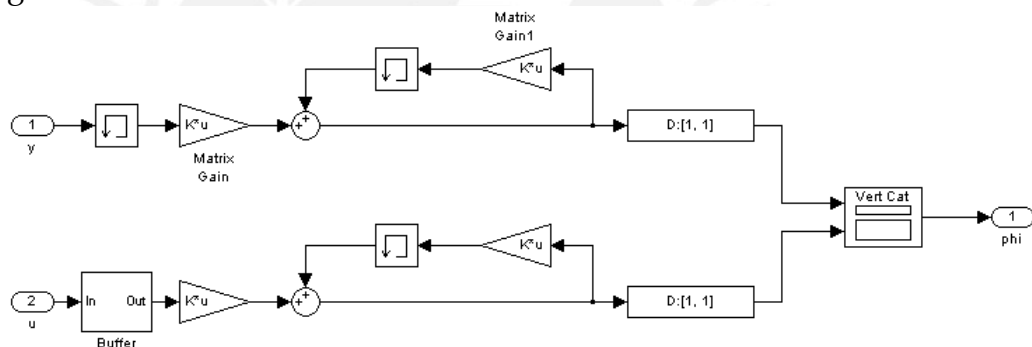 Matrix
Gain1
K*u
1
y
K*u
Matrix
Gain
D:[1, 1]
Vert Cat
1
phi
K*u
2
u
In
Out
Buffer
K*u
D:[1, 1]